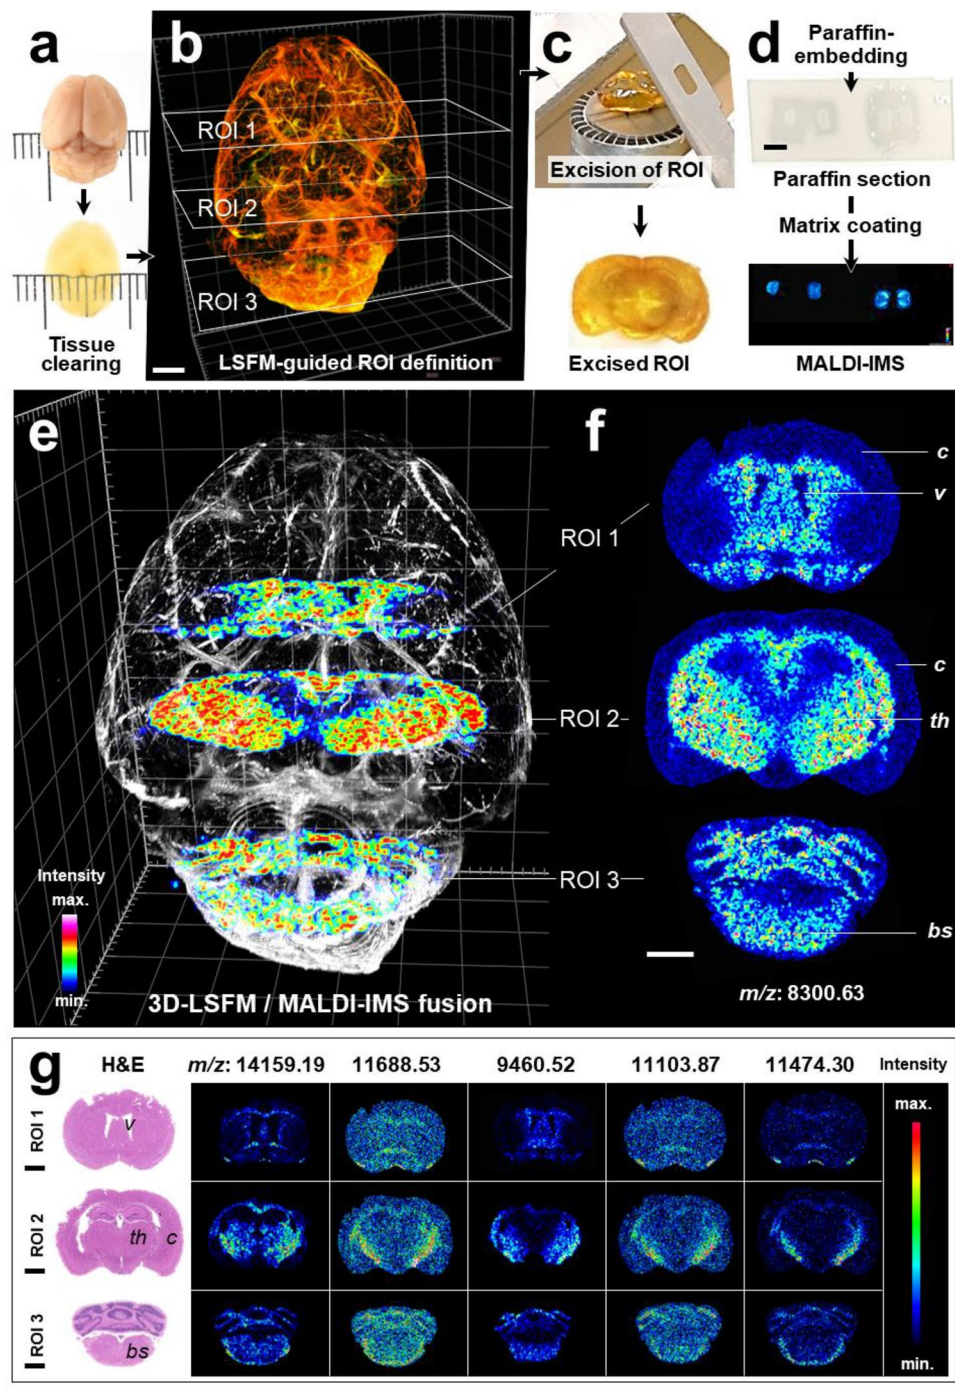 a
Tissue
clearing
b
ROI 1
ROI 2
ROI 3
LSFM-guided ROI definition
c
Excision of ROI
Excised ROI
d
Paraffin-
embedding
Paraffin section
Matrix coating
MALDI-IMS
e
Intensity
max.
min.
3D-LSFM / MALDI-IMS fusion
f
ROI 1
ROI 2
ROI 3
c
v
c
th
bs
m/z: 8300.63
g
H&E
m/z: 14159.19
11688.53
9460.52
11103.87
11474.30
Intensity
ROI 1
v
max.
ROI 2
th
c
ROI 3
bs
min.